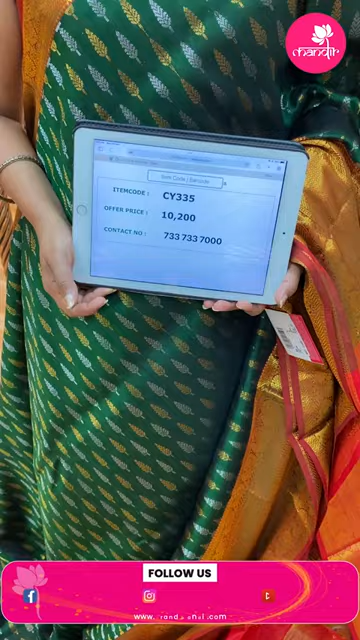 mandir
Item Code / Barcode
ITEMCODE : CY335
OFFER PRICE : 10,200
CONTACT NO : 733 733 7000
FOLLOW US